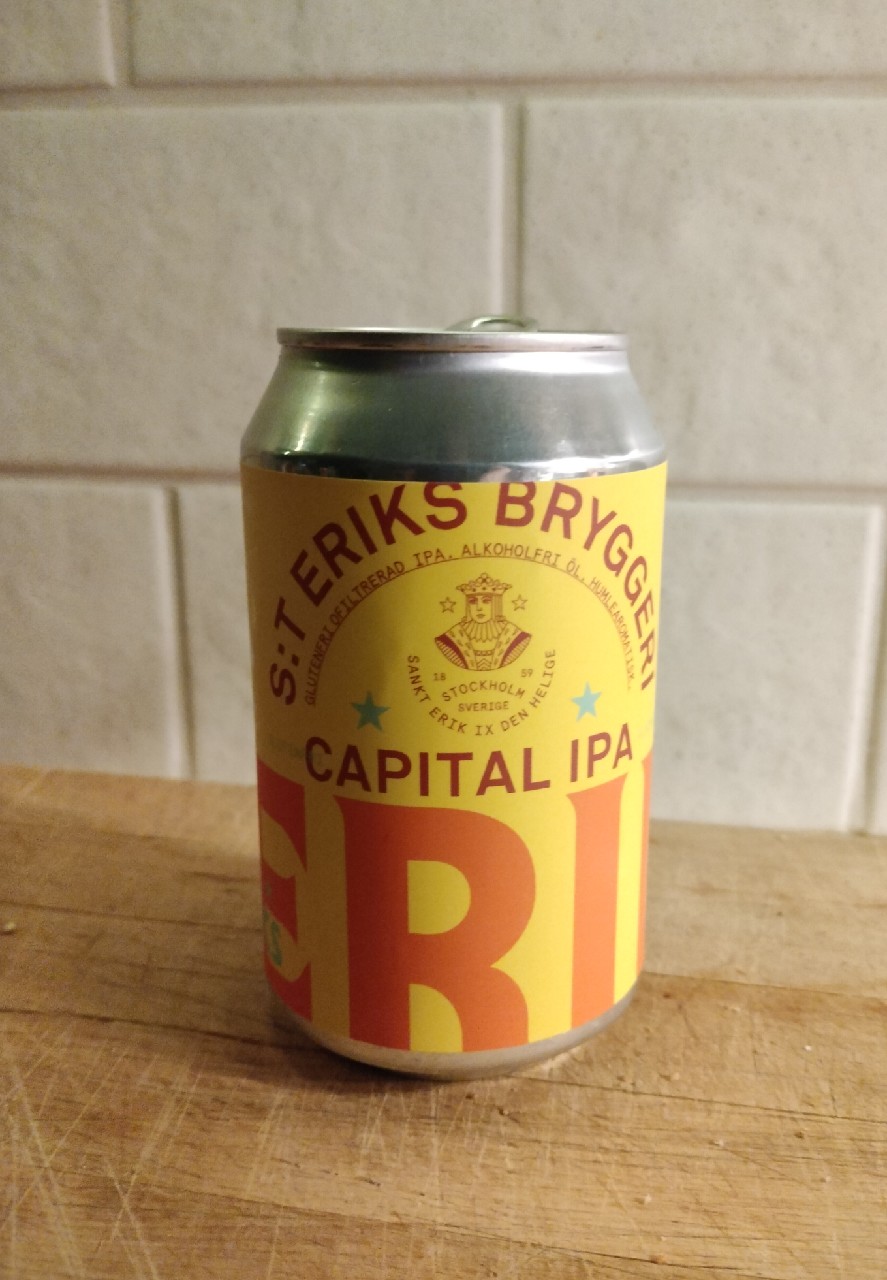 S:T ERIKS BRYGGERI
GLUTENFRI OFILTRERAD IPA. ALKOHOLFRI ÖL. HUMLEAROMATISK.
18 59
STOCKHOLM
SVERIGE
SANKT ERIK IX DEN HELIGE
CAPITAL IPA
ERI